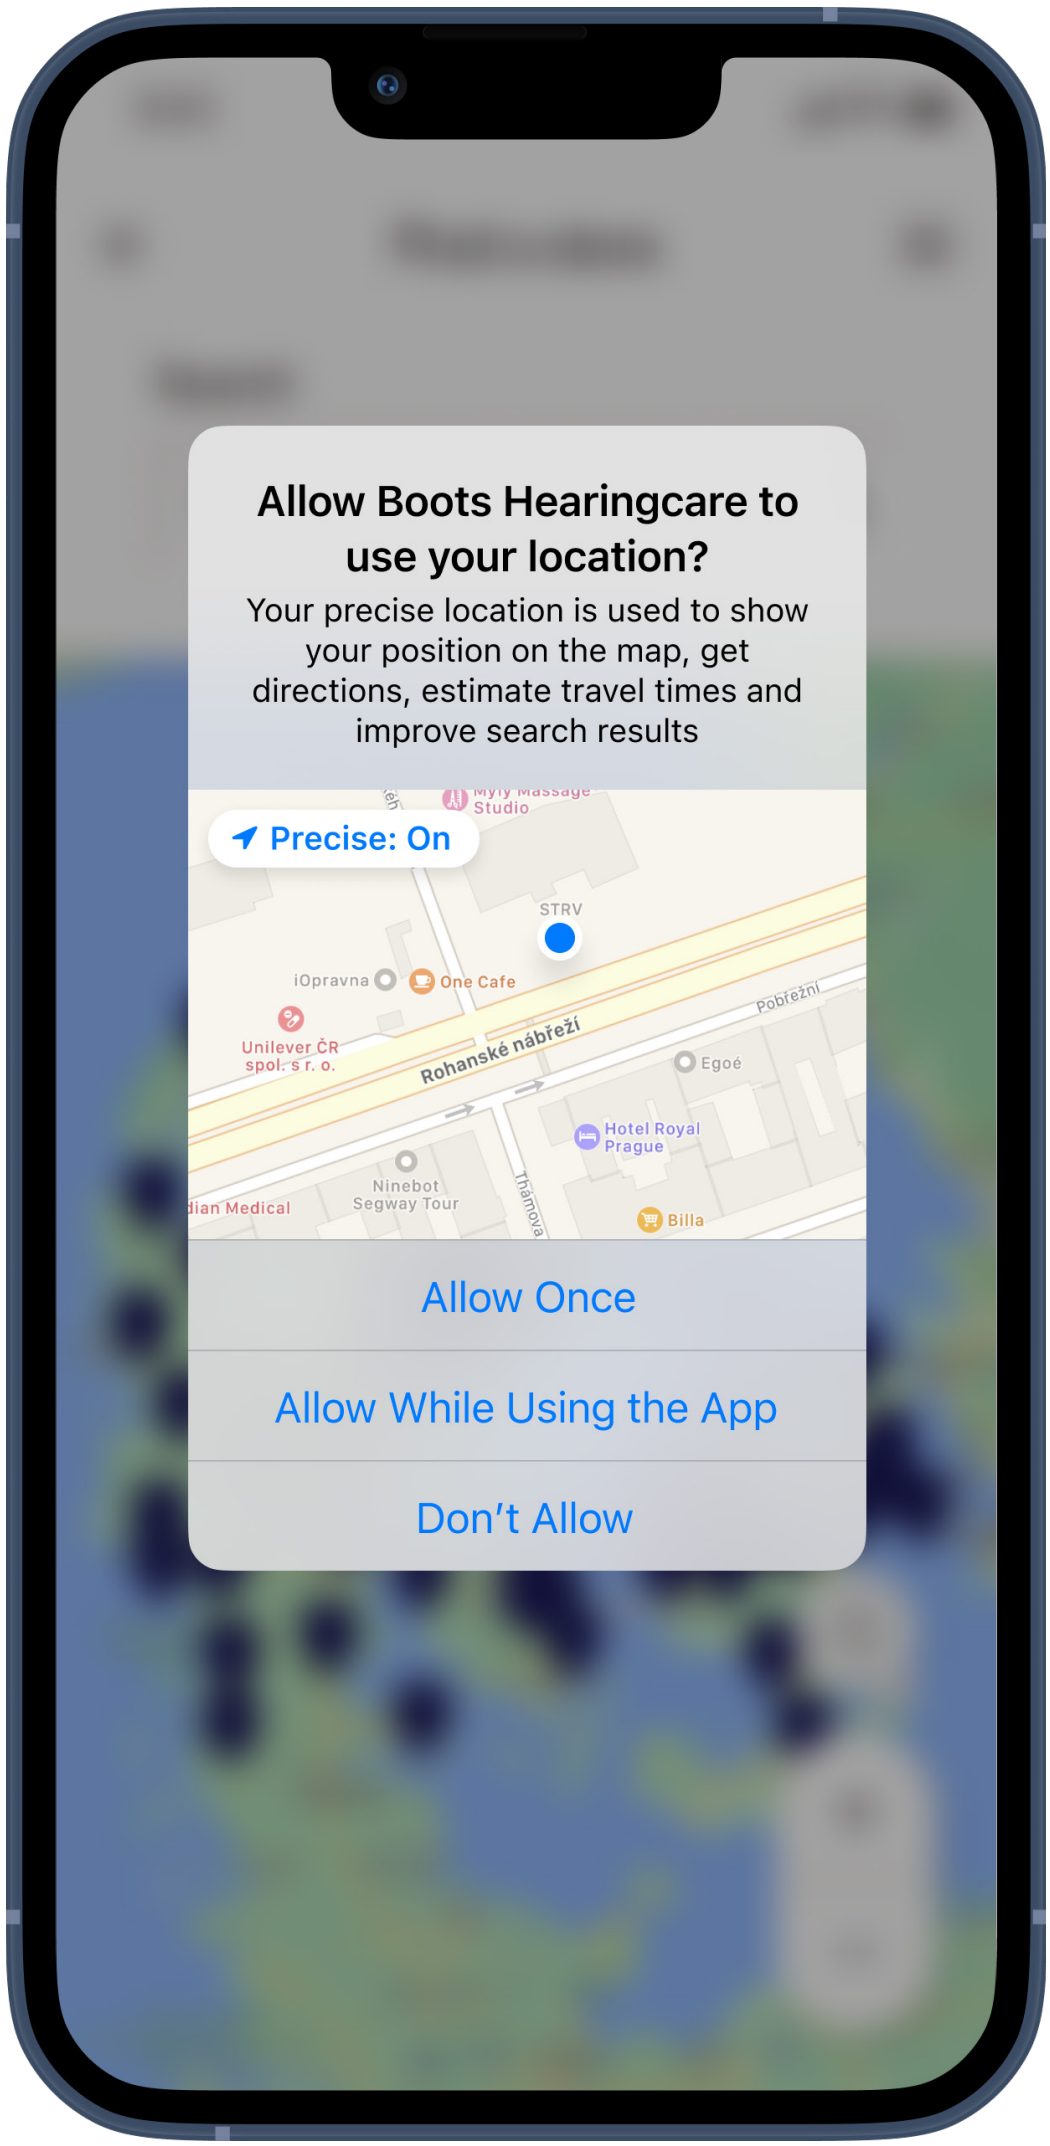 Allow Boots Hearingcare to
use your location?
Your precise location is used to show
your position on the map, get
directions, estimate travel times and
improve search results
Myly Massage
Studio
Precise: On
STRV
iOpravna
One Cafe
Pobřežní
Unilever ČR
spol. s r. o.
Rohanské nábřeží
Egoé
Hotel Royal
Prague
Ninebot
Segway Tour
Thámova
dian Medical
Billa
Allow Once
Allow While Using the App
Don’t Allow